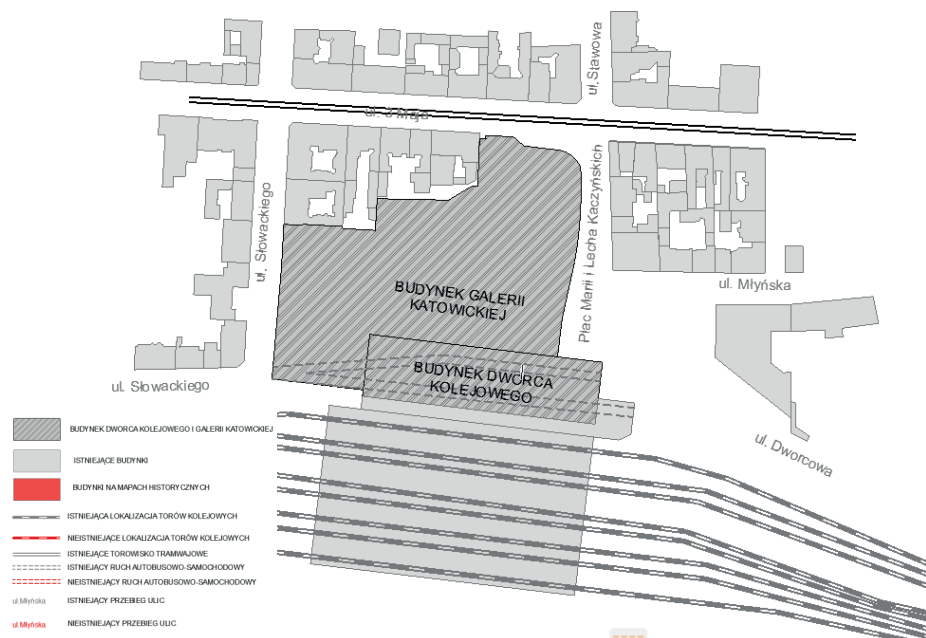 ul. 3 Maja
ul.Stawowa
ul. Słowackiego
Plac Marii i Lecha Kaczyńskich
ul. Młyńska
BUDYNEK GALERII
KATOWICKIEJ
BUDYNEK DWORCA
KOLEJOWEGO
ul. Słowackiego
ul. Dworcowa
BUDYNEK DWORCA KOLEJOWEGO I GALERII KATOWICKIEJ
ISTNIEJĄCE BUDYNKI
BUDYNKI NA MAPACH HISTORYCZNYCH
ISTNIEJĄCA LOKALIZACJA TORÓW KOLEJOWYCH
NIEISTNIEJĄCE LOKALIZACJA TORÓW KOLEJOWYCH
ISTNIEJĄCE TOROWISKO TRAMWAJOWE
ISTNIEJĄCY RUCH AUTOBUSOWO-SAMOCHODOWY
NIEISTNIEJĄCY RUCH AUTOBUSOWO-SAMOCHODOWY
ul.Młyńska ISTNIEJĄCY PRZEBIEG ULIC
ul.Młyńska NIEISTNIEJĄCY PRZEBIEG ULIC